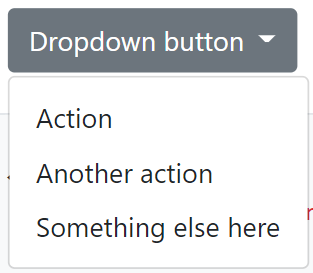 Dropdown button
Action
Another action
Something else here